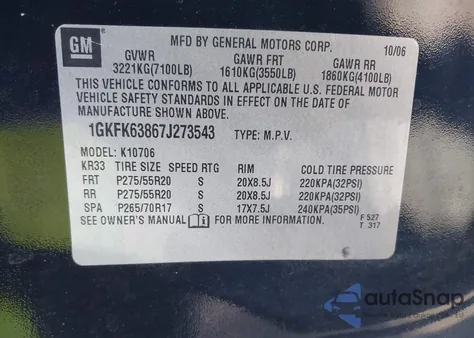 GM
MFD BY GENERAL MOTORS CORP. 10/06
GVWR GAWR FRT GAWR RR
3221KG(7100LB) 1610KG(3550LB) 1860KG(4100LB)
THIS VEHICLE CONFORMS TO ALL APPLICABLE U.S. FEDERAL MOTOR
VEHICLE SAFETY STANDARDS IN EFFECT ON THE DATE OF
MANUFACTURE SHOWN ABOVE.
1GKFK63867J273543 TYPE: M.P.V.
MODEL: K10706
KR33 TIRE SIZE SPEED RTG RIM COLD TIRE PRESSURE
FRT P275/55R20 S 20X8.5J 220KPA(32PSI)
RR P275/55R20 S 20X8.5J 220KPA(32PSI)
SPA P265/70R17 S 17X7.5J 240KPA(35PSI)
SEE OWNER'S MANUAL FOR MORE INFORMATION.
F 527
T 317
autoSnap